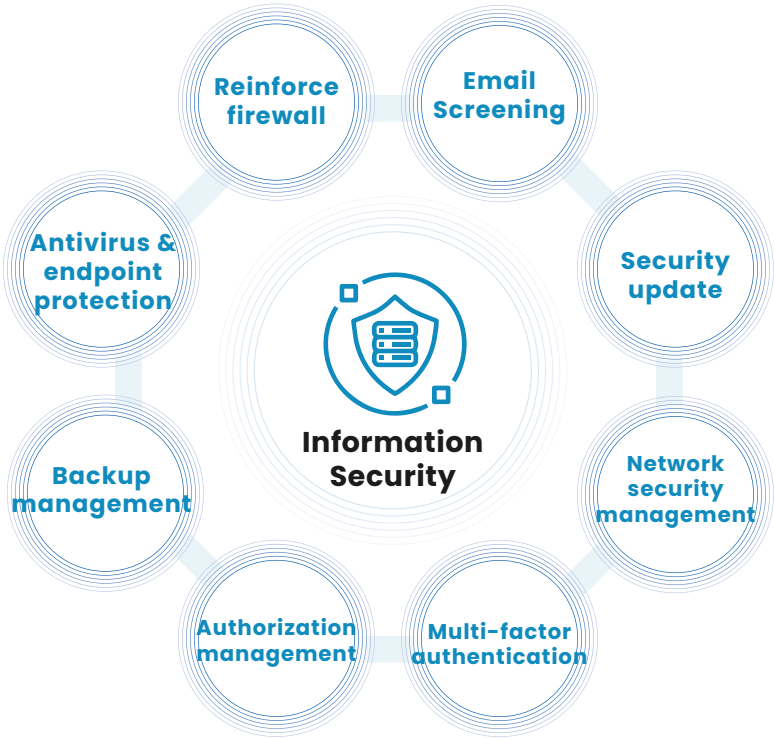 Reinforce
firewall
Email
Screening
Antivirus &
endpoint
protection
Security
update
Information
Security
Backup
management
Network
security
management
Authorization
management
Multi-factor
authentication